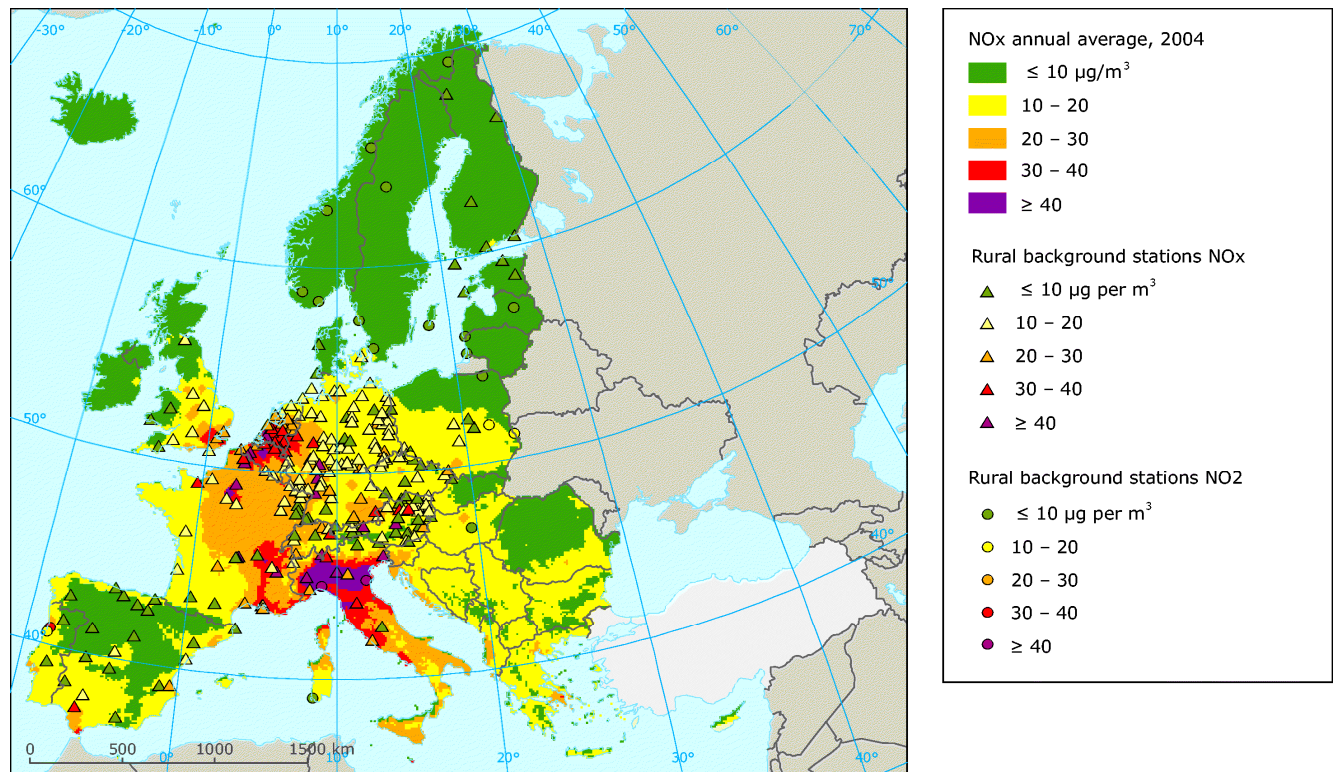 -30° -20° -10° 0° 10° 20° 30° 40° 50° 60° 70°
60°
50°
50°
40°
40°
0 500 1000 1500 km
0° 10° 20° 30° 40°
NOx annual average, 2004
≤ 10 µg/m³
10 – 20
20 – 30
30 – 40
≥ 40
Rural background stations NOx
≤ 10 µg per m³
10 – 20
20 – 30
30 – 40
≥ 40
Rural background stations NO2
≤ 10 µg per m³
10 – 20
20 – 30
30 – 40
≥ 40